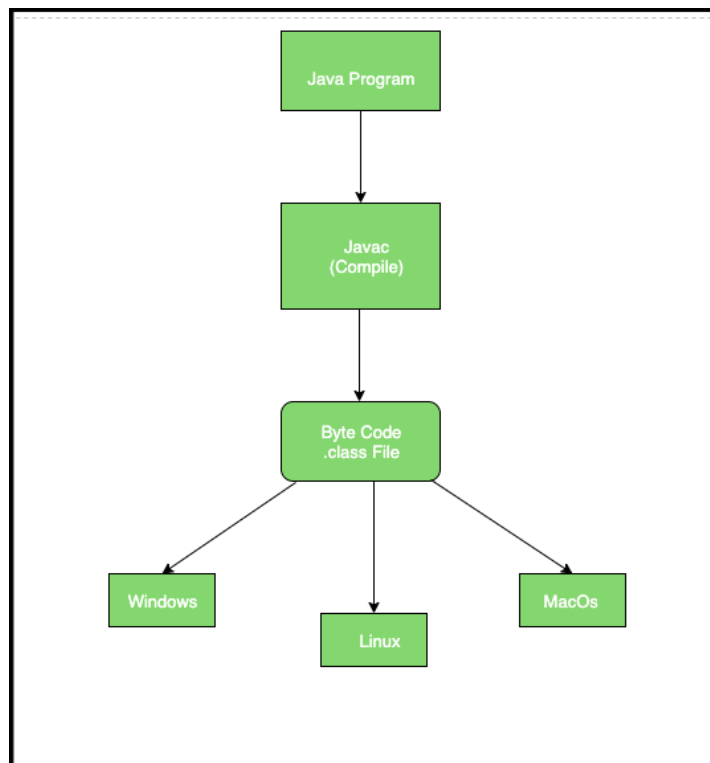 Java Program
Javac
(Compile)
Byte Code
.class File
Windows
Linux
MacOs